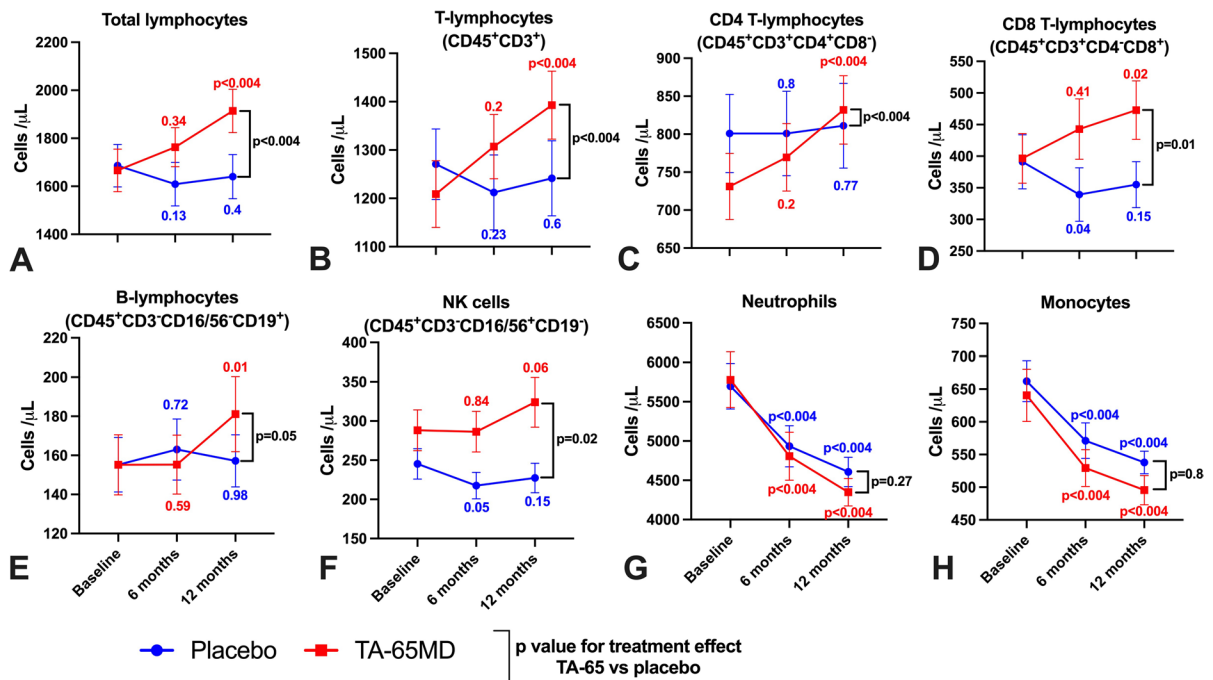 Total lymphocytes
Cells /μL
2200
2000
1800
1600
1400
0.34
p<0.004
0.13
0.4
p<0.004
A
T-lymphocytes
(CD45⁺CD3⁺)
Cells /μL
1500
1400
1300
1200
1100
0.2
p<0.004
0.23
0.6
p<0.004
B
CD4 T-lymphocytes
(CD45⁺CD3⁺CD4⁺CD8⁻)
Cells /μL
900
850
800
750
700
650
0.8
p<0.004
0.2
0.77
p<0.004
C
CD8 T-lymphocytes
(CD45⁺CD3⁺CD4⁻CD8⁺)
Cells /μL
550
500
450
400
350
300
250
0.41
0.02
0.04
0.15
p=0.01
D
B-lymphocytes
(CD45⁺CD3⁻CD16/56⁻CD19⁺)
Cells /μL
220
200
180
160
140
120
0.72
0.01
0.59
0.98
p=0.05
Baseline
6 months
12 months
E
NK cells
(CD45⁺CD3⁻CD16/56⁺CD19⁻)
Cells /μL
400
350
300
250
200
150
0.84
0.06
0.05
0.15
p=0.02
Baseline
6 months
12 months
F
Neutrophils
Cells /μL
6500
6000
5500
5000
4500
4000
p<0.004
p<0.004
p<0.004
p<0.004
p=0.27
Baseline
6 months
12 months
G
Monocytes
Cells /μL
750
700
650
600
550
500
450
p<0.004
p<0.004
p<0.004
p<0.004
p=0.8
Baseline
6 months
12 months
H
Placebo
TA-65MD
p value for treatment effect
TA-65 vs placebo